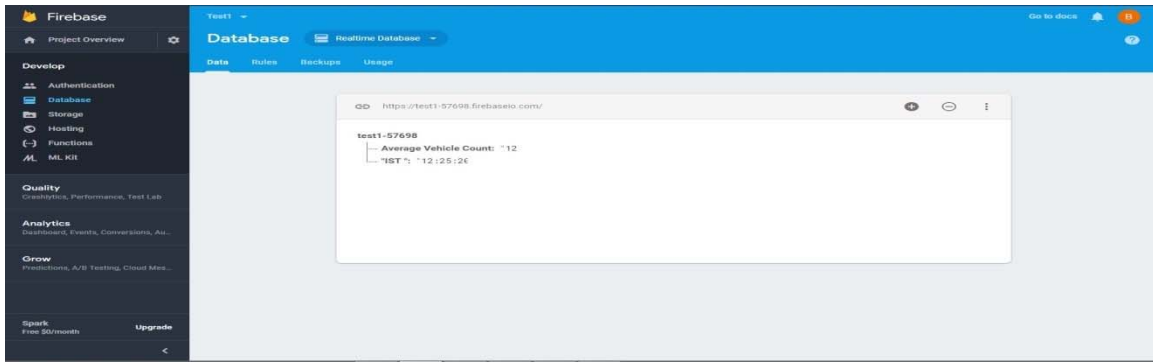 Firebase
Project Overview
Develop
Authentication
Database
Storage
Hosting
Functions
ML Kit
Quality
Crashlytics, Performance, Test Lab
Analytics
Dashboard, Events, Conversions, Au...
Grow
Predictions, A/B Testing, Cloud Mes...
Spark
Free $0/month
Upgrade
Test1
Go to docs
B
Database
Realtime Database
Data Rules Backups Usage
https://test1-57698.firebaseio.com/
test1-57698
Average Vehicle Count: "12
"IST ": "12:25:26